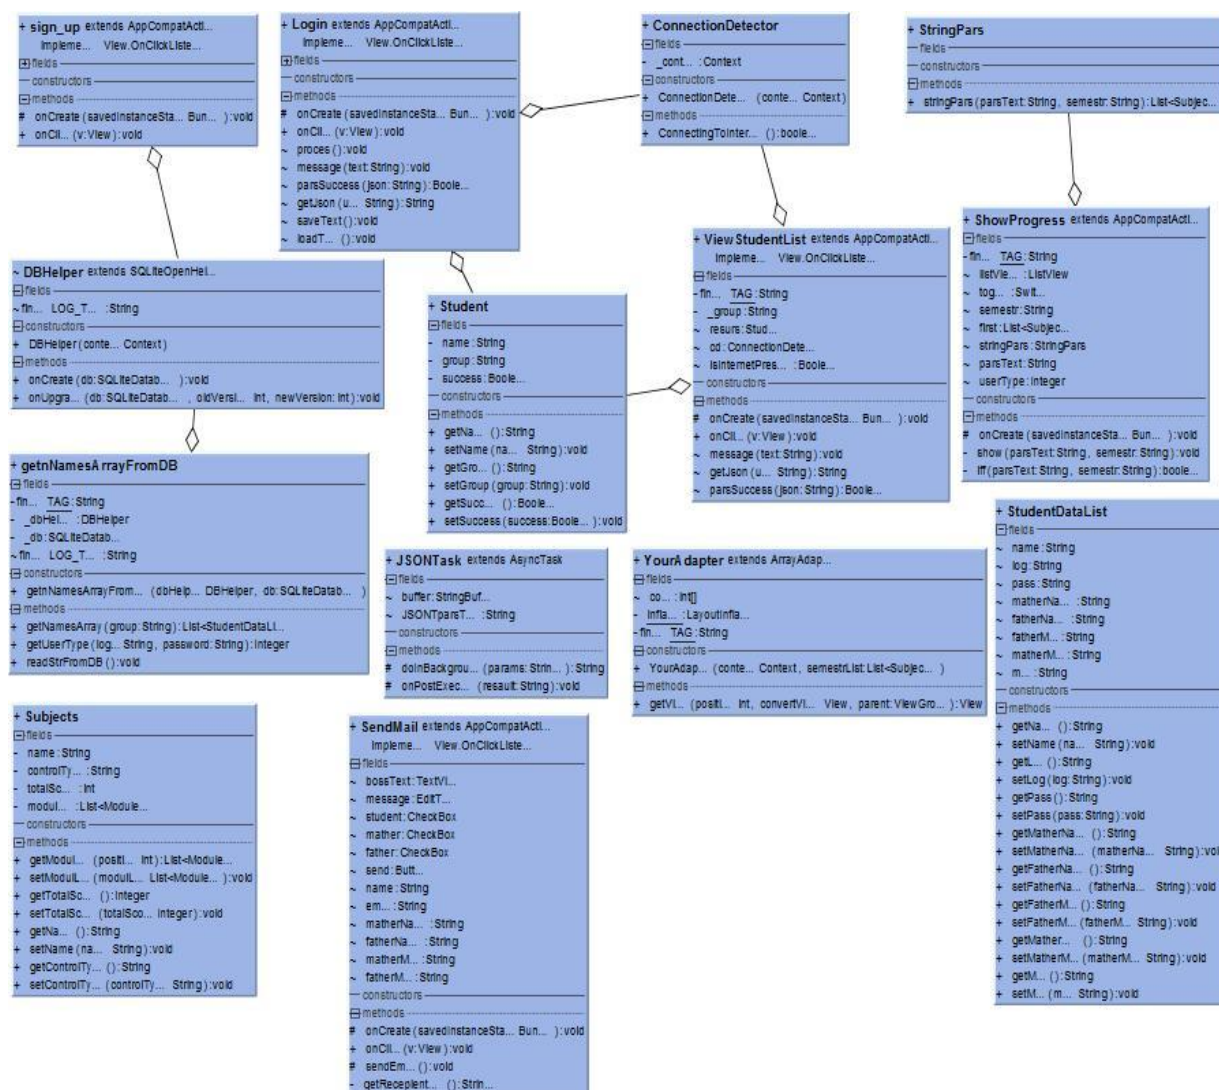 + sign_up extends AppCompatActi...
Impleme... View.OnClickListe...
fields
constructors
methods
# onCreate(savedInstanceSta... Bun... ):void
+ onCli... (v:View):void
+ Login extends AppCompatActi...
Impleme... View.OnClickListe...
fields
constructors
methods
# onCreate(savedInstanceSta... Bun... ):void
+ onCli... (v:View):void
~ proces():void
~ message(text:String):void
~ parsSuccess(json:String):Boole...
~ getJson(u... String):String
~ saveText():void
~ loadT... ():void
+ ConnectionDetector
fields
- _cont... :Context
constructors
+ ConnectionDete... (conte... Context)
methods
+ ConnectingToInter... ():boole...
+ StringPars
fields
constructors
methods
+ stringPars(parsText:String, semestr:String):List<Subjec...
~ DBHelper extends SQLiteOpenHel...
fields
~fin... LOG_T... :String
constructors
+ DBHelper(conte... Context)
methods
+ onCreate(db:SQLiteDatab... ):void
+ onUpgra... (db:SQLiteDatab... , oldVersi... int, newVersion:int):void
+ Student
fields
- name:String
- group:String
- success:Boole...
constructors
methods
+ getNa... ():String
+ setName(na... String):void
+ getGro... ():String
+ setGroup(group:String):void
+ getSucc... ():Boole...
+ setSuccess(success:Boole... ):void
+ ViewStudentList extends AppCompatActi...
Impleme... View.OnClickListe...
fields
-fin... TAG:String
- _group:String
~ resurs:Stud...
~ cd:ConnectionDete...
~ isInternetPres... :Boole...
constructors
methods
# onCreate(savedInstanceSta... Bun... ):void
+ onCli... (v:View):void
~ message(text:String):void
~ getJson(u... String):String
~ parsSuccess(json:String):Boole...
+ ShowProgress extends AppCompatActi...
fields
-fin... TAG:String
~ listVie... :ListView
~ tog... :Swit...
~ semestr:String
~ first:List<Subjec...
~ stringPars:StringPars
~ parsText:String
~ userType:Integer
constructors
methods
# onCreate(savedInstanceSta... Bun... ):void
- show(parsText:String, semestr:String):void
- iff(parsText:String, semestr:String):boole...
+ getnNamesArrayFromDB
fields
-fin... TAG:String
- _dbHel... :DBHelper
- _db:SQLiteDatab...
~fin... LOG_T... :String
constructors
+ getnNamesArrayFrom... (dbHelp... DBHelper, db:SQLiteDatab... )
methods
+ getNamesArray(group:String):List<StudentDataLi...
+ getUserType(log... String, password:String):Integer
+ readStrFromDB():void
+ JSONTask extends AsyncTask
fields
~ buffer:StringBuf...
~ JSONTparsT... :String
constructors
methods
# doInBackgrou... (params:Strin... ):String
# onPostExec... (resault:String):void
+ YourAdapter extends ArrayAdap...
fields
~ co... :int[]
- infla... :LayoutInfla...
-fin... TAG:String
constructors
+ YourAdap... (conte... Context, semestrList:List<Subjec... )
methods
+ getVi... (positi... int, convertVi... View, parent:ViewGro... ):View
+ StudentDataList
fields
~ name:String
~ log:String
~ pass:String
~ matherNa... :String
~ fatherNa... :String
~ fatherM... :String
~ matherM... :String
~ m... :String
constructors
methods
+ getNa... ():String
+ setName(na... String):void
+ getL... ():String
+ setLog(log:String):void
+ getPass():String
+ setPass(pass:String):void
+ getMatherNa... ():String
+ setMatherNa... (matherNa... String):void
+ getFatherNa... ():String
+ setFatherNa... (fatherNa... String):void
+ getFatherM... ():String
+ setFatherM... (fatherM... String):void
+ getMather... ():String
+ setMatherM... (matherM... String):void
+ getM... ():String
+ setM... (m... String):void
+ Subjects
fields
- name:String
- controlTy... :String
- totalSc... :int
- modul... :List<Module...
constructors
methods
+ getModul... (positi... int):List<Module...
+ setModulL... (modulL... List<Module... ):void
+ getTotalSc... ():Integer
+ setTotalSc... (totalSco... Integer):void
+ getNa... ():String
+ setName(na... String):void
+ getControlTy... ():String
+ setControlTy... (controlTy... String):void
+ SendMail extends AppCompatActi...
Impleme... View.OnClickListe...
fields
~ bossText:TextVi...
~ message:EditT...
~ student:CheckBox
~ mather:CheckBox
~ father:CheckBox
~ send:Butt...
~ name:String
~ em... :String
~ matherNa... :String
~ fatherNa... :String
~ matherM... :String
~ fatherM... :String
constructors
methods
# onCreate(savedInstanceSta... Bun... ):void
+ onCli... (v:View):void
# sendEm... ():void
- getRecepient... ():Strin...